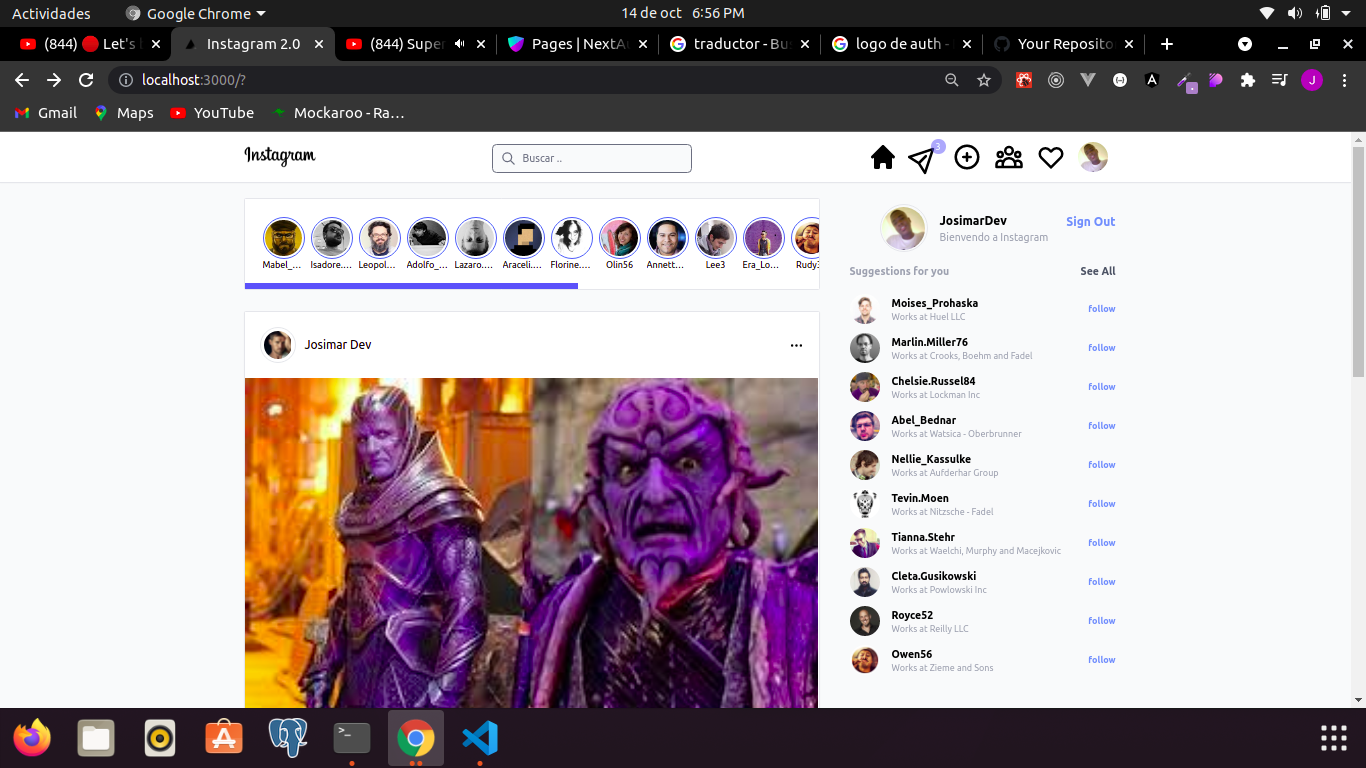 Actividades
Google Chrome
14 de oct 6:56 PM
(844) 🔴 Let's
Instagram 2.0
(844) Super
Pages | NextAu
traductor - Bus
logo de auth -
Your Reposito
localhost:3000/?
J
Gmail
Maps
YouTube
Mockaroo - Ra...
Instagram
Buscar ..
3
Mabel_...
Isadore....
Leopol...
Adolfo_...
Lazaro....
Araceli....
Florine....
Olin56
Annett...
Lee3
Era_Lo...
Rudy3
Josimar Dev
...
JosimarDev
Bienvendo a Instagram
Sign Out
Suggestions for you
See All
Moises_Prohaska
Works at Huel LLC
follow
Marlin.Miller76
Works at Crooks, Boehm and Fadel
follow
Chelsie.Russel84
Works at Lockman Inc
follow
Abel_Bednar
Works at Watsica - Oberbrunner
follow
Nellie_Kassulke
Works at Aufderhar Group
follow
Tevin.Moen
Works at Nitzsche - Fadel
follow
Tianna.Stehr
Works at Waelchi, Murphy and Macejkovic
follow
Cleta.Gusikowski
Works at Powlowski Inc
follow
Royce52
Works at Reilly LLC
follow
Owen56
Works at Zieme and Sons
follow